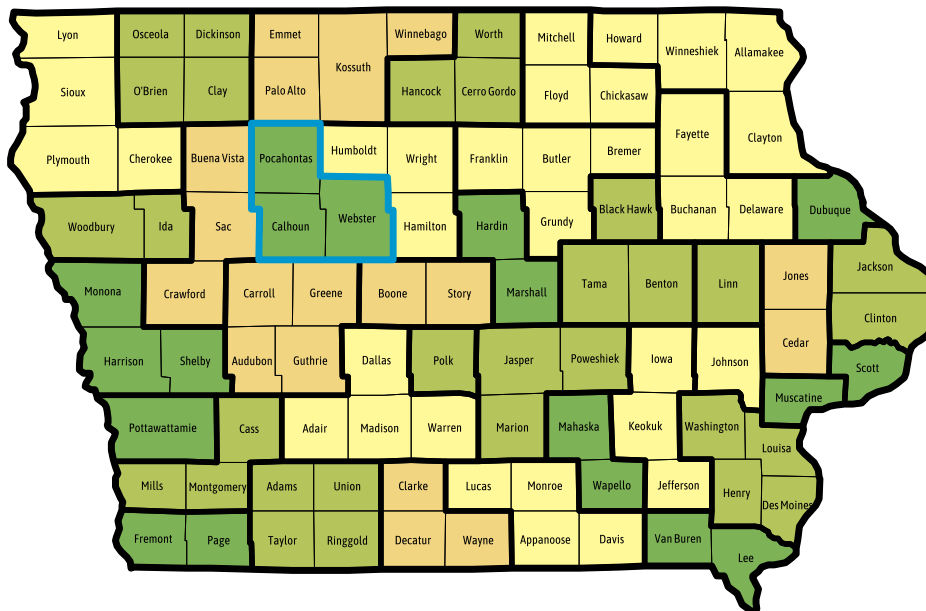 Lyon
Osceola
Dickinson
Emmet
Kossuth
Winnebago
Worth
Mitchell
Howard
Winneshiek
Allamakee
Sioux
O'Brien
Clay
Palo Alto
Hancock
Cerro Gordo
Floyd
Chickasaw
Fayette
Clayton
Plymouth
Cherokee
Buena Vista
Pocahontas
Humboldt
Wright
Franklin
Butler
Bremer
Woodbury
Ida
Sac
Calhoun
Webster
Hamilton
Hardin
Grundy
Black Hawk
Buchanan
Delaware
Dubuque
Monona
Crawford
Carroll
Greene
Boone
Story
Marshall
Tama
Benton
Linn
Jones
Jackson
Clinton
Harrison
Shelby
Audubon
Guthrie
Dallas
Polk
Jasper
Poweshiek
Iowa
Johnson
Cedar
Scott
Muscatine
Pottawattamie
Cass
Adair
Madison
Warren
Marion
Mahaska
Keokuk
Washington
Louisa
Mills
Montgomery
Adams
Union
Clarke
Lucas
Monroe
Wapello
Jefferson
Henry
Des Moines
Fremont
Page
Taylor
Ringgold
Decatur
Wayne
Appanoose
Davis
Van Buren
Lee